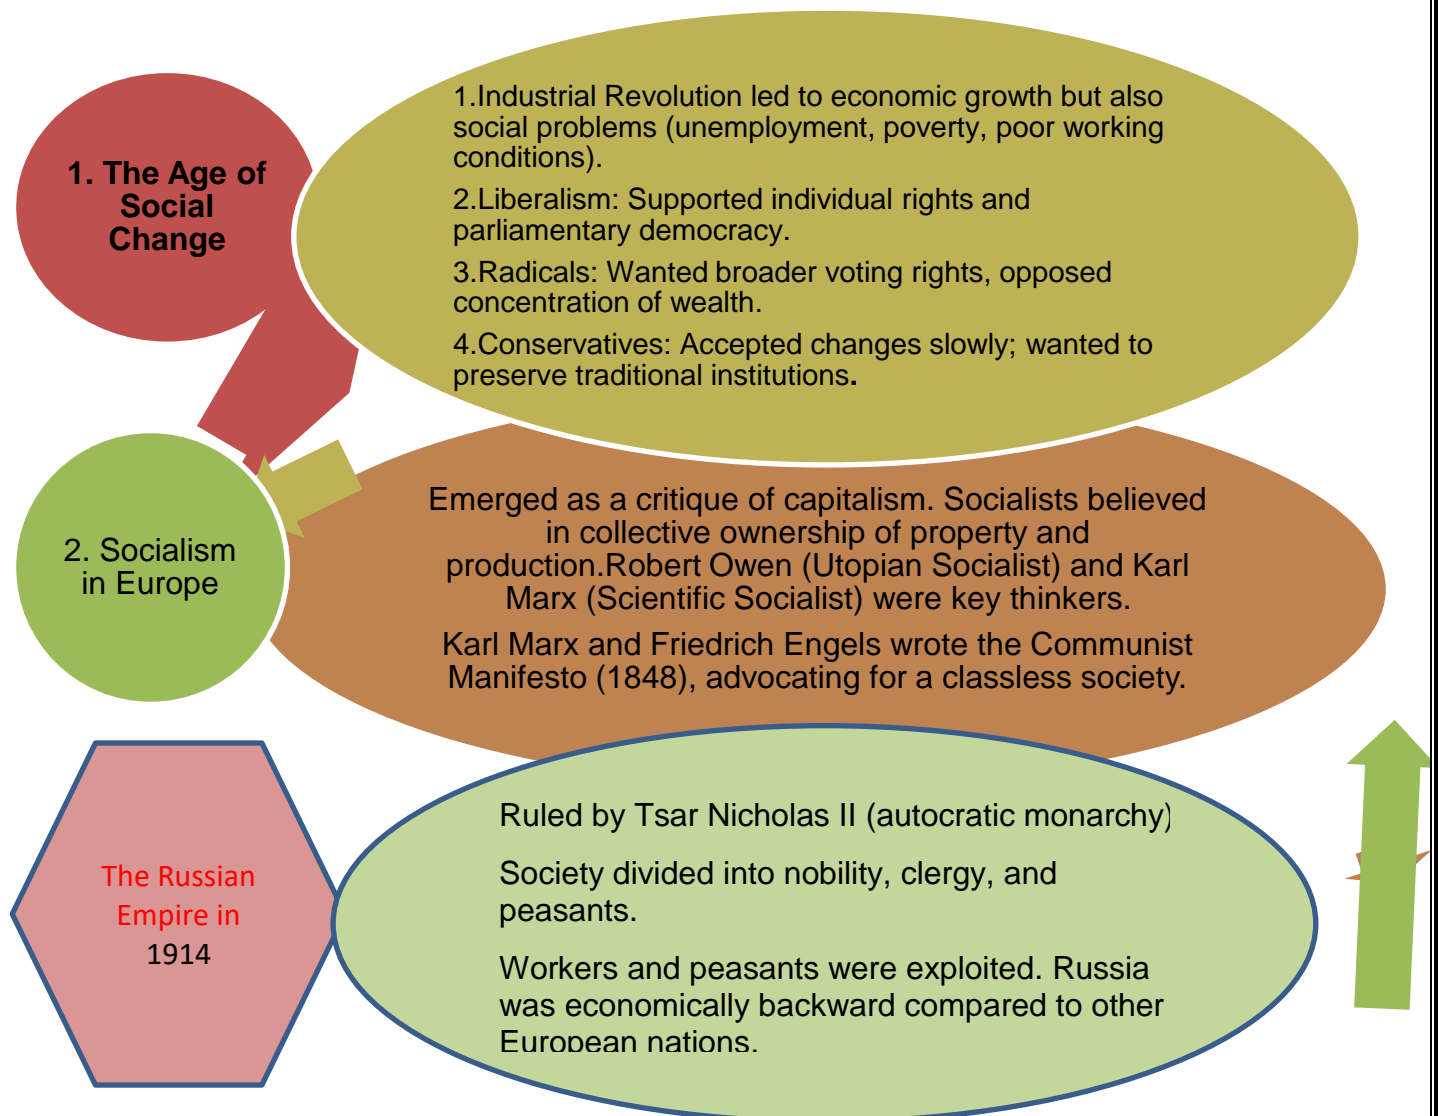 1. The Age of
Social
Change
1.Industrial Revolution led to economic growth but also
social problems (unemployment, poverty, poor working
conditions).
2.Liberalism: Supported individual rights and
parliamentary democracy.
3.Radicals: Wanted broader voting rights, opposed
concentration of wealth.
4.Conservatives: Accepted changes slowly; wanted to
preserve traditional institutions.
2. Socialism
in Europe
Emerged as a critique of capitalism. Socialists believed
in collective ownership of property and
production.Robert Owen (Utopian Socialist) and Karl
Marx (Scientific Socialist) were key thinkers.
Karl Marx and Friedrich Engels wrote the Communist
Manifesto (1848), advocating for a classless society.
The Russian
Empire in
1914
Ruled by Tsar Nicholas II (autocratic monarchy)
Society divided into nobility, clergy, and
peasants.
Workers and peasants were exploited. Russia
was economically backward compared to other
European nations.